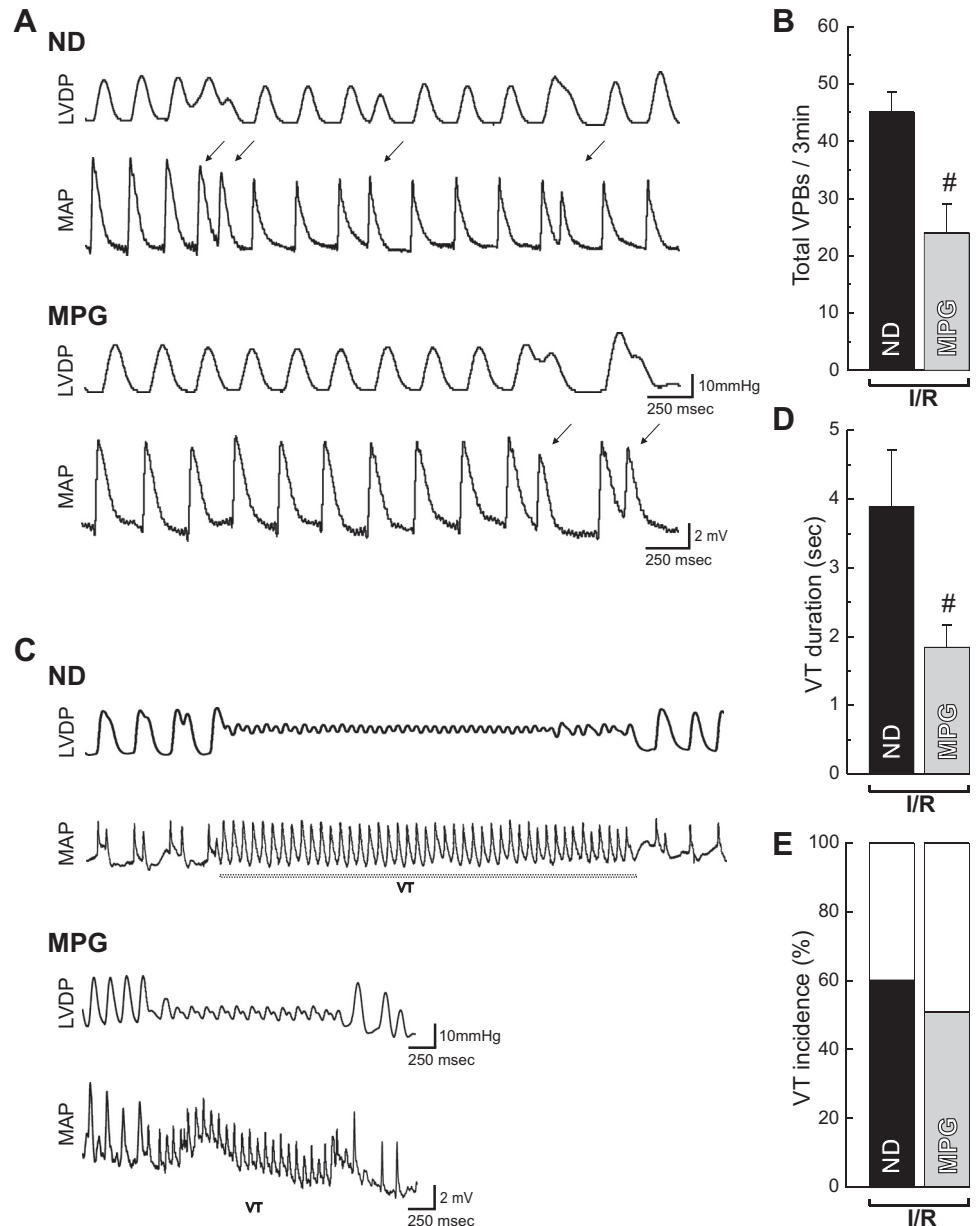 A
ND
LVDP
MAP
MPG
LVDP
10mmHg
250 msec
MAP
2 mV
250 msec
C
ND
LVDP
MAP
VT
MPG
LVDP
10mmHg
250 msec
MAP
VT
2 mV
250 msec
B
Total VPBs / 3min
60
50
45
30
20
10
0
#
ND
MPG
I/R
D
VT duration (sec)
5
4
3
2
1
0
#
ND
MPG
I/R
E
VT incidence (%)
100
80
60
40
20
0
ND
MPG
I/R